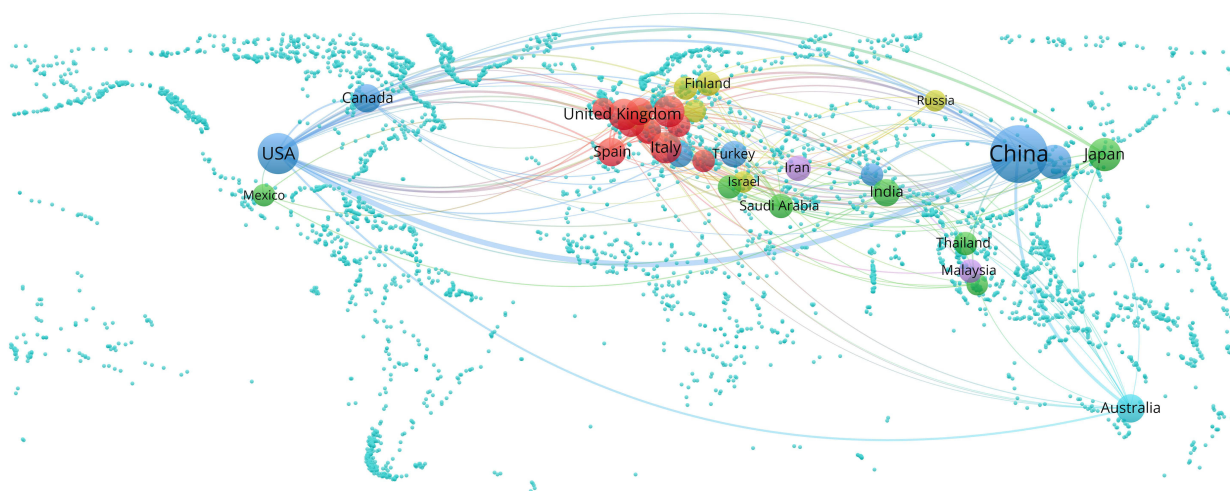 Finland
Canada
Russia
United Kingdom
USA
Spain
Italy
Turkey
China
Japan
Iran
Israel
India
Mexico
Saudi Arabia
Thailand
Malaysia
Australia